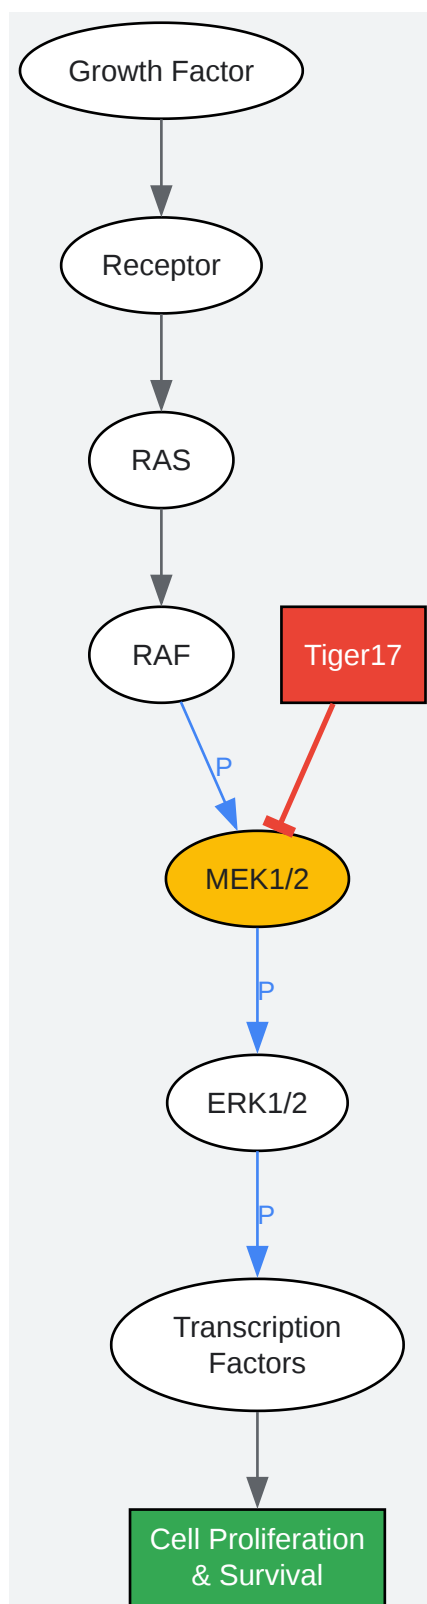 Growth Factor
Receptor
RAS
RAF
Tiger17
P
MEK1/2
P
ERK1/2
P
Transcription
Factors
Cell Proliferation
& Survival